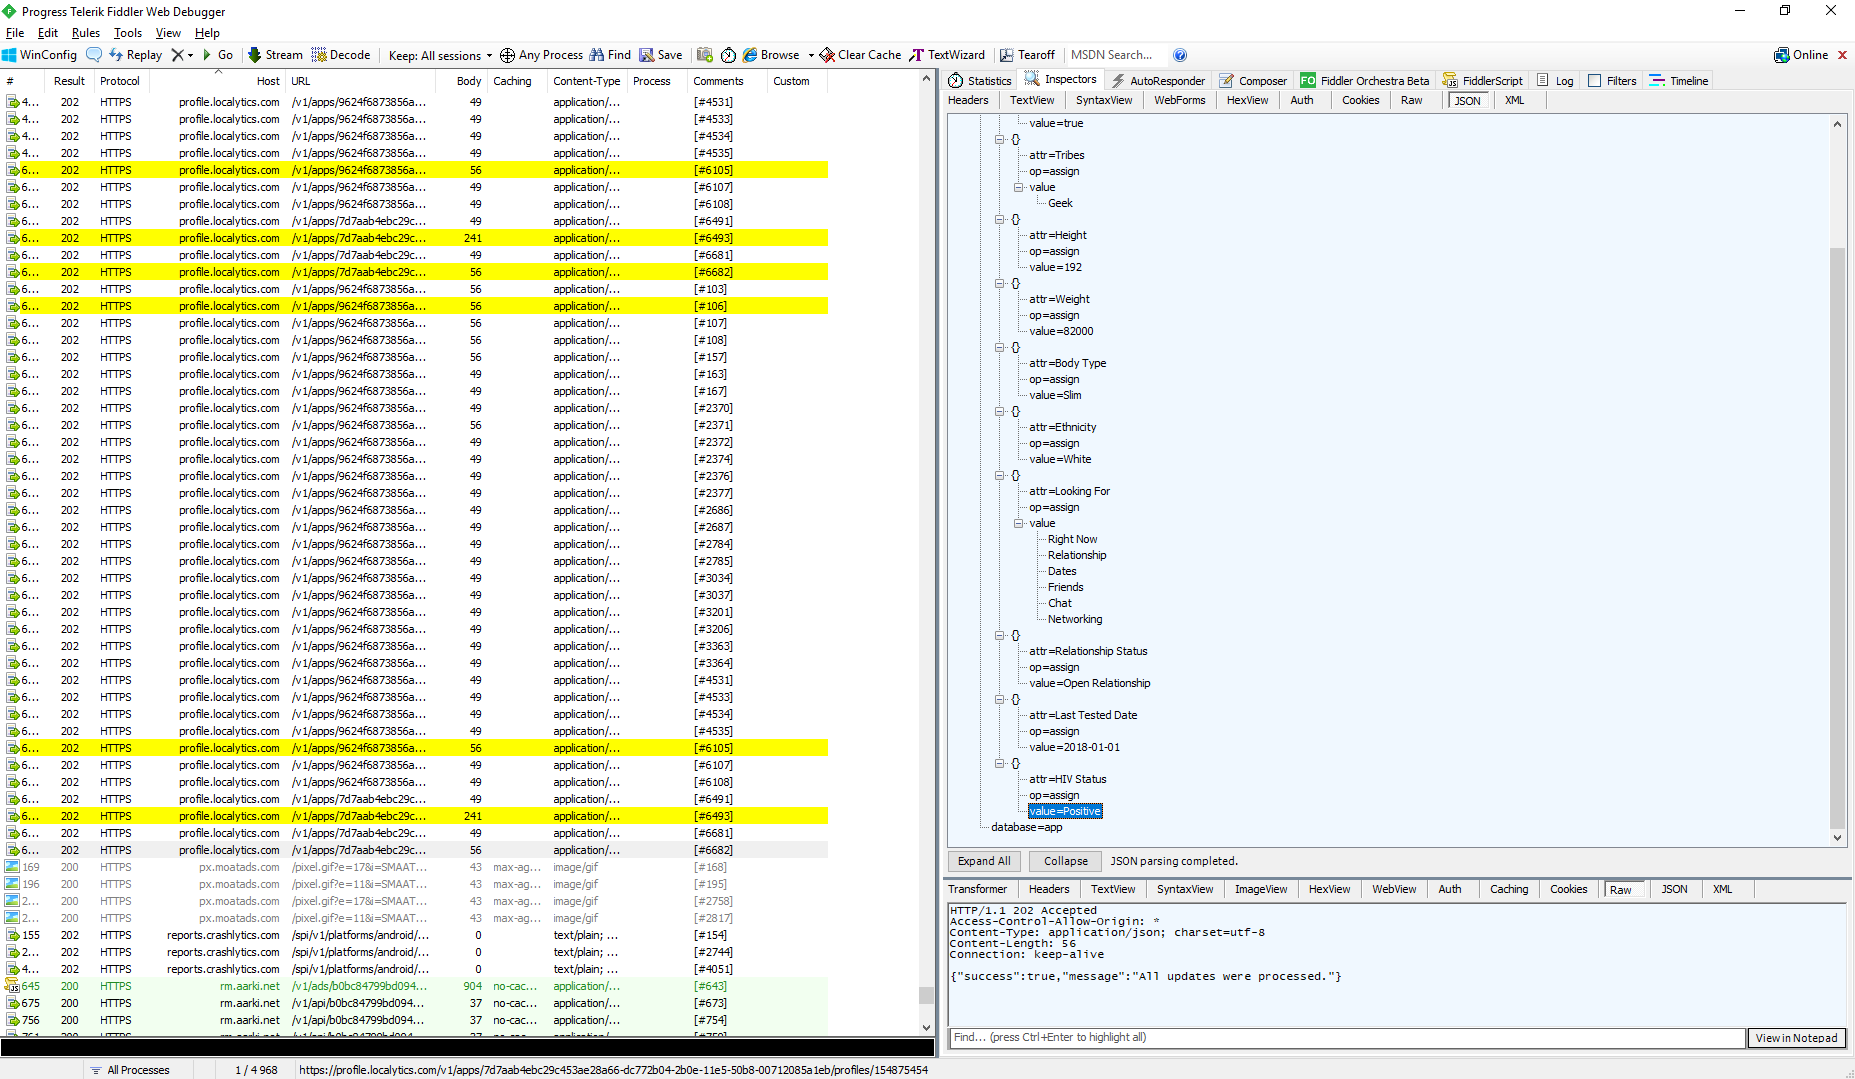 Progress Telerik Fiddler Web Debugger
File Edit Rules Tools View Help
WinConfig Replay Go Stream Decode Keep: All sessions Any Process Find Save Browse Clear Cache TextWizard Tearoff MSDN Search... Online
# Result Protocol Host URL Body Caching Content-Type Process Comments Custom
4... 202 HTTPS profile.localytics.com /v1/apps/9624f6873856a... 49 application/... [#4531]
4... 202 HTTPS profile.localytics.com /v1/apps/9624f6873856a... 49 application/... [#4533]
4... 202 HTTPS profile.localytics.com /v1/apps/9624f6873856a... 49 application/... [#4534]
4... 202 HTTPS profile.localytics.com /v1/apps/9624f6873856a... 49 application/... [#4535]
6... 202 HTTPS profile.localytics.com /v1/apps/9624f6873856a... 56 application/... [#6105]
6... 202 HTTPS profile.localytics.com /v1/apps/9624f6873856a... 49 application/... [#6107]
6... 202 HTTPS profile.localytics.com /v1/apps/9624f6873856a... 49 application/... [#6108]
6... 202 HTTPS profile.localytics.com /v1/apps/7d7aab4ebc29c... 49 application/... [#6491]
6... 202 HTTPS profile.localytics.com /v1/apps/7d7aab4ebc29c... 241 application/... [#6493]
6... 202 HTTPS profile.localytics.com /v1/apps/7d7aab4ebc29c... 49 application/... [#6681]
6... 202 HTTPS profile.localytics.com /v1/apps/7d7aab4ebc29c... 56 application/... [#6682]
6... 202 HTTPS profile.localytics.com /v1/apps/9624f6873856a... 56 application/... [#103]
6... 202 HTTPS profile.localytics.com /v1/apps/9624f6873856a... 56 application/... [#106]
6... 202 HTTPS profile.localytics.com /v1/apps/9624f6873856a... 56 application/... [#107]
6... 202 HTTPS profile.localytics.com /v1/apps/9624f6873856a... 56 application/... [#108]
6... 202 HTTPS profile.localytics.com /v1/apps/9624f6873856a... 56 application/... [#157]
6... 202 HTTPS profile.localytics.com /v1/apps/9624f6873856a... 49 application/... [#163]
6... 202 HTTPS profile.localytics.com /v1/apps/9624f6873856a... 49 application/... [#167]
6... 202 HTTPS profile.localytics.com /v1/apps/9624f6873856a... 49 application/... [#2370]
6... 202 HTTPS profile.localytics.com /v1/apps/9624f6873856a... 56 application/... [#2371]
6... 202 HTTPS profile.localytics.com /v1/apps/9624f6873856a... 49 application/... [#2372]
6... 202 HTTPS profile.localytics.com /v1/apps/9624f6873856a... 49 application/... [#2374]
6... 202 HTTPS profile.localytics.com /v1/apps/9624f6873856a... 49 application/... [#2376]
6... 202 HTTPS profile.localytics.com /v1/apps/9624f6873856a... 49 application/... [#2377]
6... 202 HTTPS profile.localytics.com /v1/apps/9624f6873856a... 49 application/... [#2686]
6... 202 HTTPS profile.localytics.com /v1/apps/9624f6873856a... 49 application/... [#2687]
6... 202 HTTPS profile.localytics.com /v1/apps/9624f6873856a... 49 application/... [#2784]
6... 202 HTTPS profile.localytics.com /v1/apps/9624f6873856a... 49 application/... [#2785]
6... 202 HTTPS profile.localytics.com /v1/apps/9624f6873856a... 49 application/... [#3034]
6... 202 HTTPS profile.localytics.com /v1/apps/9624f6873856a... 49 application/... [#3037]
6... 202 HTTPS profile.localytics.com /v1/apps/9624f6873856a... 49 application/... [#3201]
6... 202 HTTPS profile.localytics.com /v1/apps/9624f6873856a... 49 application/... [#3206]
6... 202 HTTPS profile.localytics.com /v1/apps/9624f6873856a... 49 application/... [#3363]
6... 202 HTTPS profile.localytics.com /v1/apps/9624f6873856a... 49 application/... [#3364]
6... 202 HTTPS profile.localytics.com /v1/apps/9624f6873856a... 49 application/... [#4531]
6... 202 HTTPS profile.localytics.com /v1/apps/9624f6873856a... 49 application/... [#4533]
6... 202 HTTPS profile.localytics.com /v1/apps/9624f6873856a... 49 application/... [#4534]
6... 202 HTTPS profile.localytics.com /v1/apps/9624f6873856a... 49 application/... [#4535]
6... 202 HTTPS profile.localytics.com /v1/apps/9624f6873856a... 56 application/... [#6105]
6... 202 HTTPS profile.localytics.com /v1/apps/9624f6873856a... 49 application/... [#6107]
6... 202 HTTPS profile.localytics.com /v1/apps/9624f6873856a... 49 application/... [#6108]
6... 202 HTTPS profile.localytics.com /v1/apps/7d7aab4ebc29c... 49 application/... [#6491]
6... 202 HTTPS profile.localytics.com /v1/apps/7d7aab4ebc29c... 241 application/... [#6493]
6... 202 HTTPS profile.localytics.com /v1/apps/7d7aab4ebc29c... 49 application/... [#6681]
6... 202 HTTPS profile.localytics.com /v1/apps/7d7aab4ebc29c... 56 application/... [#6682]
169 200 HTTPS px.moatads.com /pixel.gif?e=17&i=SMAAT... 43 max-ag... image/gif [#168]
196 200 HTTPS px.moatads.com /pixel.gif?e=11&i=SMAAT... 43 max-ag... image/gif [#195]
2... 200 HTTPS px.moatads.com /pixel.gif?e=17&i=SMAAT... 43 max-ag... image/gif [#2758]
2... 200 HTTPS px.moatads.com /pixel.gif?e=11&i=SMAAT... 43 max-ag... image/gif [#2817]
155 202 HTTPS reports.crashlytics.com /spi/v1/platforms/android/... 0 text/plain; ... [#154]
2... 202 HTTPS reports.crashlytics.com /spi/v1/platforms/android/... 0 text/plain; ... [#2744]
4... 202 HTTPS reports.crashlytics.com /spi/v1/platforms/android/... 0 text/plain; ... [#4051]
645 200 HTTPS rm.aarki.net /v1/ads/b0bc84799bd094... 904 no-cac... application/... [#643]
675 200 HTTPS rm.aarki.net /v1/api/b0bc84799bd094... 37 no-cac... application/... [#673]
756 200 HTTPS rm.aarki.net /v1/api/b0bc84799bd094... 37 no-cac... application/... [#754]
Statistics Inspectors AutoResponder Composer FO Fiddler Orchestra Beta FiddlerScript Log Filters Timeline
Headers TextView SyntaxView WebForms HexView Auth Cookies Raw JSON XML
value=true
{}
attr=Tribes
op=assign
value
Geek
{}
attr=Height
op=assign
value=192
{}
attr=Weight
op=assign
value=82000
{}
attr=Body Type
op=assign
value=Slim
{}
attr=Ethnicity
op=assign
value=White
{}
attr=Looking For
op=assign
value
Right Now
Relationship
Dates
Friends
Chat
Networking
{}
attr=Relationship Status
op=assign
value=Open Relationship
{}
attr=Last Tested Date
op=assign
value=2018-01-01
{}
attr=HIV Status
op=assign
value=Positive
database=app
Expand All Collapse JSON parsing completed.
Transformer Headers TextView SyntaxView ImageView HexView WebView Auth Caching Cookies Raw JSON XML
HTTP/1.1 202 Accepted
Access-Control-Allow-Origin: *
Content-Type: application/json; charset=utf-8
Content-Length: 56
Connection: keep-alive
{"success":true,"message":"All updates were processed."}
Find... (press Ctrl+Enter to highlight all) View in Notepad
All Processes 1 / 4 968 https://profile.localytics.com/v1/apps/7d7aab4ebc29c453ae28a66-dc772b04-2b0e-11e5-50b8-00712085a1eb/profiles/154875454